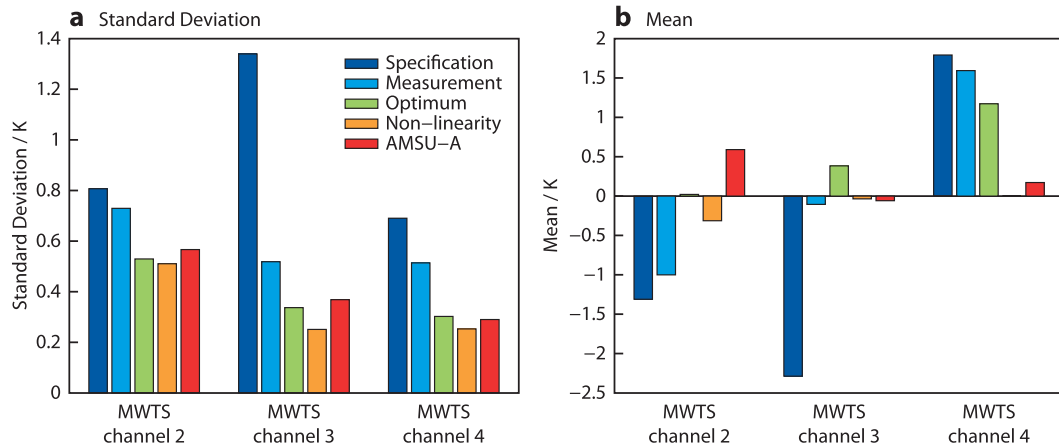 a Standard Deviation
Standard Deviation / K
1.4
1.2
1
0.8
0.6
0.4
0.2
0
Specification
Measurement
Optimum
Non−linearity
AMSU−A
MWTS
channel 2
MWTS
channel 3
MWTS
channel 4
b Mean
Mean / K
2
1.5
1
0.5
0
−0.5
−1
−1.5
−2
−2.5
MWTS
channel 2
MWTS
channel 3
MWTS
channel 4